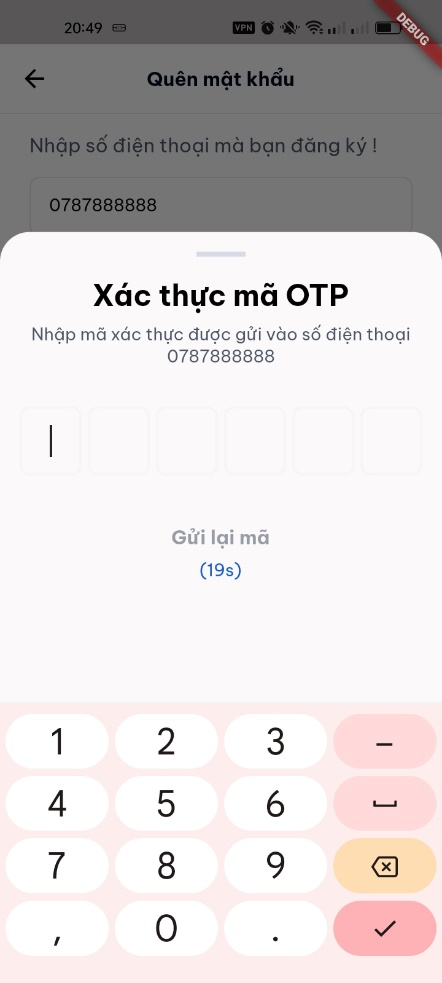 20:49
VPN
DEBUG
Quên mật khẩu
Nhập số điện thoại mà bạn đăng ký !
0787888888
Xác thực mã OTP
Nhập mã xác thực được gửi vào số điện thoại
0787888888
Gửi lại mã
(19s)
1 2 3 –
4 5 6
7 8 9
, 0 .